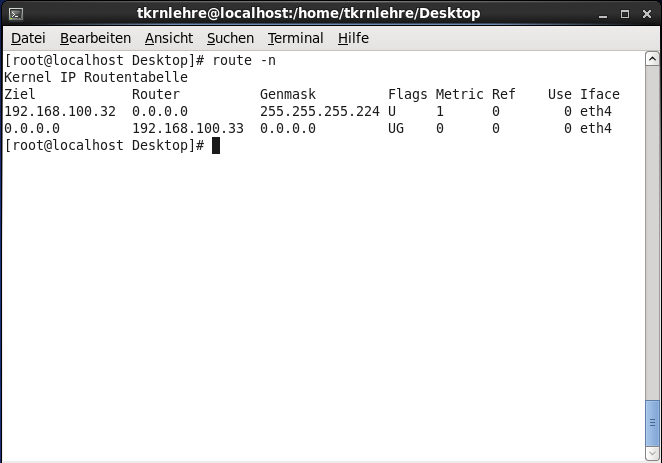 tkrnlehre@localhost:/home/tkrnlehre/Desktop
Datei Bearbeiten Ansicht Suchen Terminal Hilfe
[root@localhost Desktop]# route -n
Kernel IP Routentabelle
Ziel Router Genmask Flags Metric Ref Use Iface
192.168.100.32 0.0.0.0 255.255.255.224 U 1 0 0 eth4
0.0.0.0 192.168.100.33 0.0.0.0 UG 0 0 0 eth4
[root@localhost Desktop]#